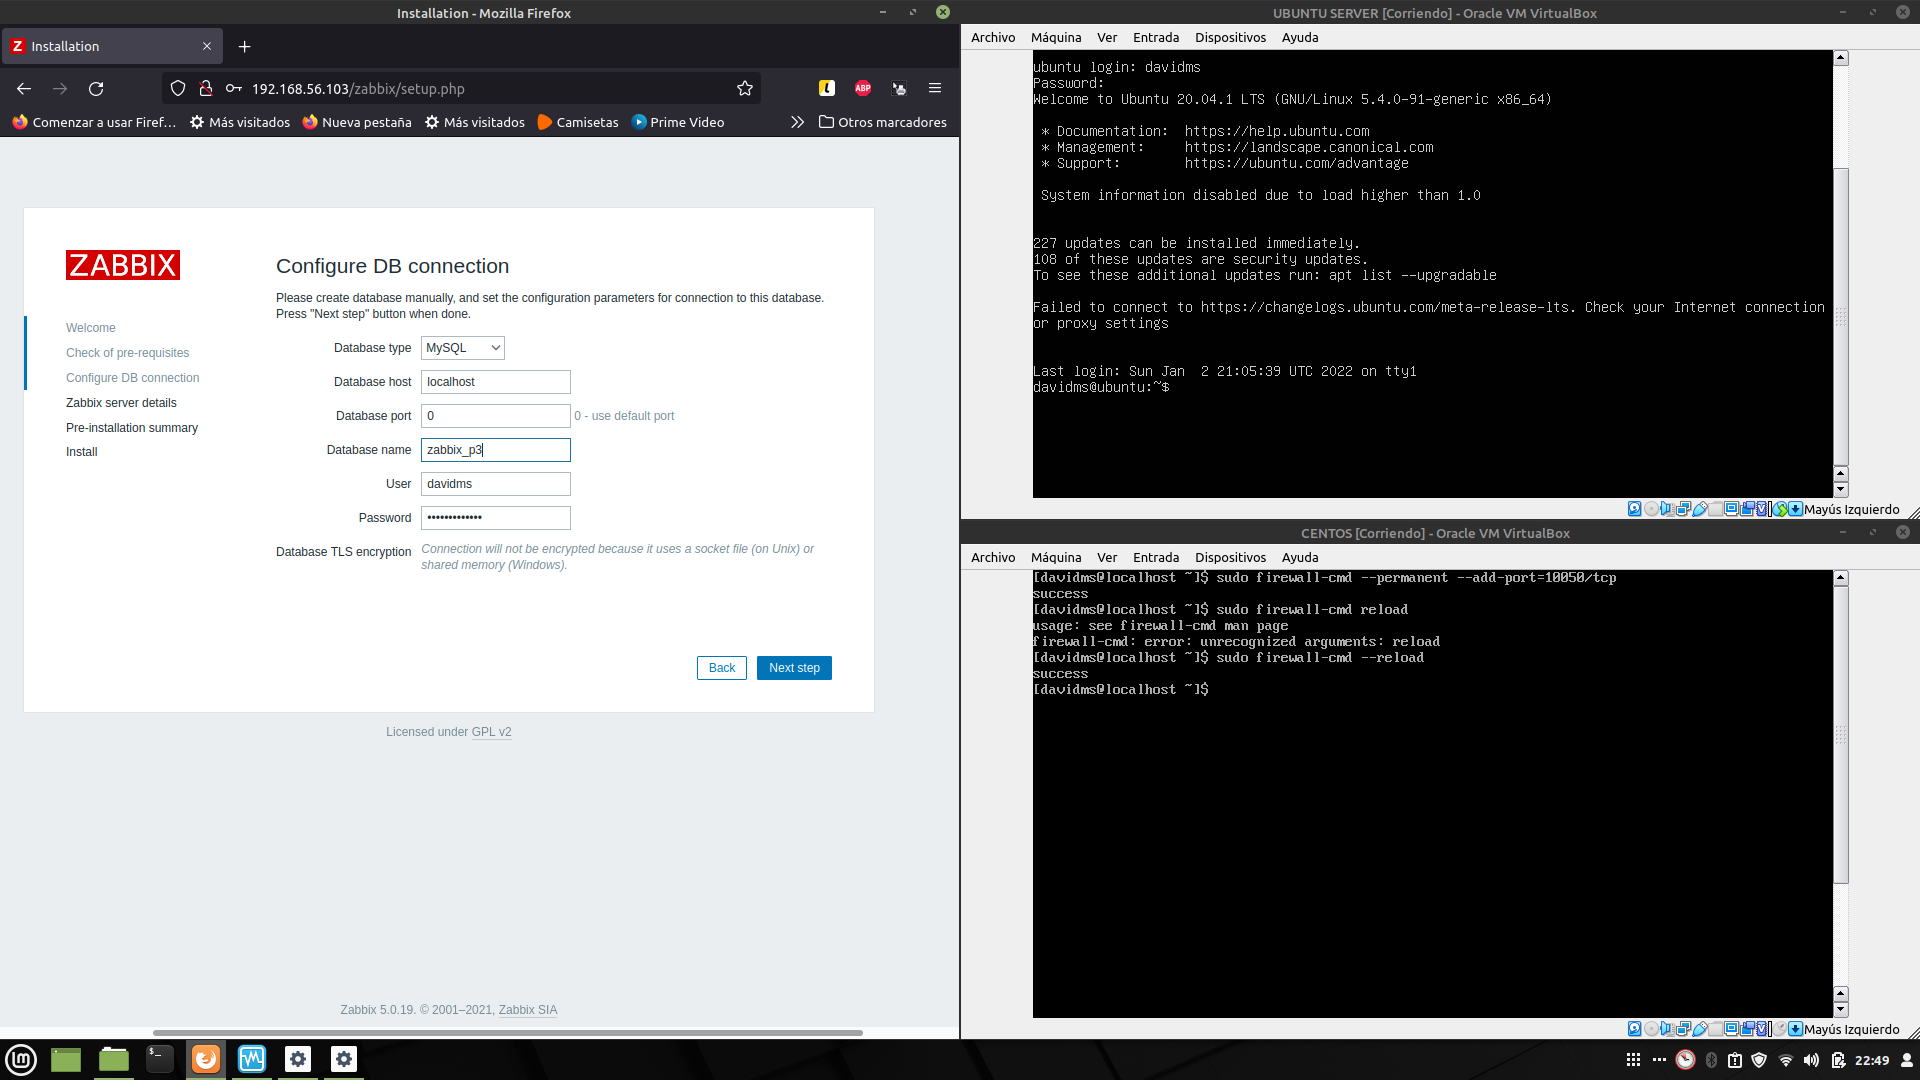 Installation - Mozilla Firefox
Installation
192.168.56.103/zabbix/setup.php
ABP
Comenzar a usar Firef...
Más visitados
Nueva pestaña
Más visitados
Camisetas
Prime Video
Otros marcadores
ZABBIX
Welcome
Check of pre-requisites
Configure DB connection
Zabbix server details
Pre-installation summary
Install
Configure DB connection
Please create database manually, and set the configuration parameters for connection to this database.
Press "Next step" button when done.
Database type MySQL
Database host localhost
Database port 0 0 - use default port
Database name zabbix_p3
User davidms
Password •••••••••••••
Database TLS encryption Connection will not be encrypted because it uses a socket file (on Unix) or
shared memory (Windows).
Back Next step
Licensed under GPL v2
Zabbix 5.0.19. © 2001–2021, Zabbix SIA
UBUNTU SERVER [Corriendo] - Oracle VM VirtualBox
Archivo Máquina Ver Entrada Dispositivos Ayuda
ubuntu login: davidms
Password:
Welcome to Ubuntu 20.04.1 LTS (GNU/Linux 5.4.0-91-generic x86_64)
* Documentation: https://help.ubuntu.com
* Management: https://landscape.canonical.com
* Support: https://ubuntu.com/advantage
System information disabled due to load higher than 1.0
227 updates can be installed immediately.
108 of these updates are security updates.
To see these additional updates run: apt list --upgradable
Failed to connect to https://changelogs.ubuntu.com/meta-release-lts. Check your Internet connection
or proxy settings
Last login: Sun Jan  2 21:05:39 UTC 2022 on tty1
davidms@ubuntu:~$
Mayús Izquierdo
CENTOS [Corriendo] - Oracle VM VirtualBox
Archivo Máquina Ver Entrada Dispositivos Ayuda
[davidms@localhost ~]$ sudo firewall-cmd --permanent --add-port=10050/tcp
success
[davidms@localhost ~]$ sudo firewall-cmd reload
usage: see firewall-cmd man page
firewall-cmd: error: unrecognized arguments: reload
[davidms@localhost ~]$ sudo firewall-cmd --reload
success
[davidms@localhost ~]$
Mayús Izquierdo
22:49